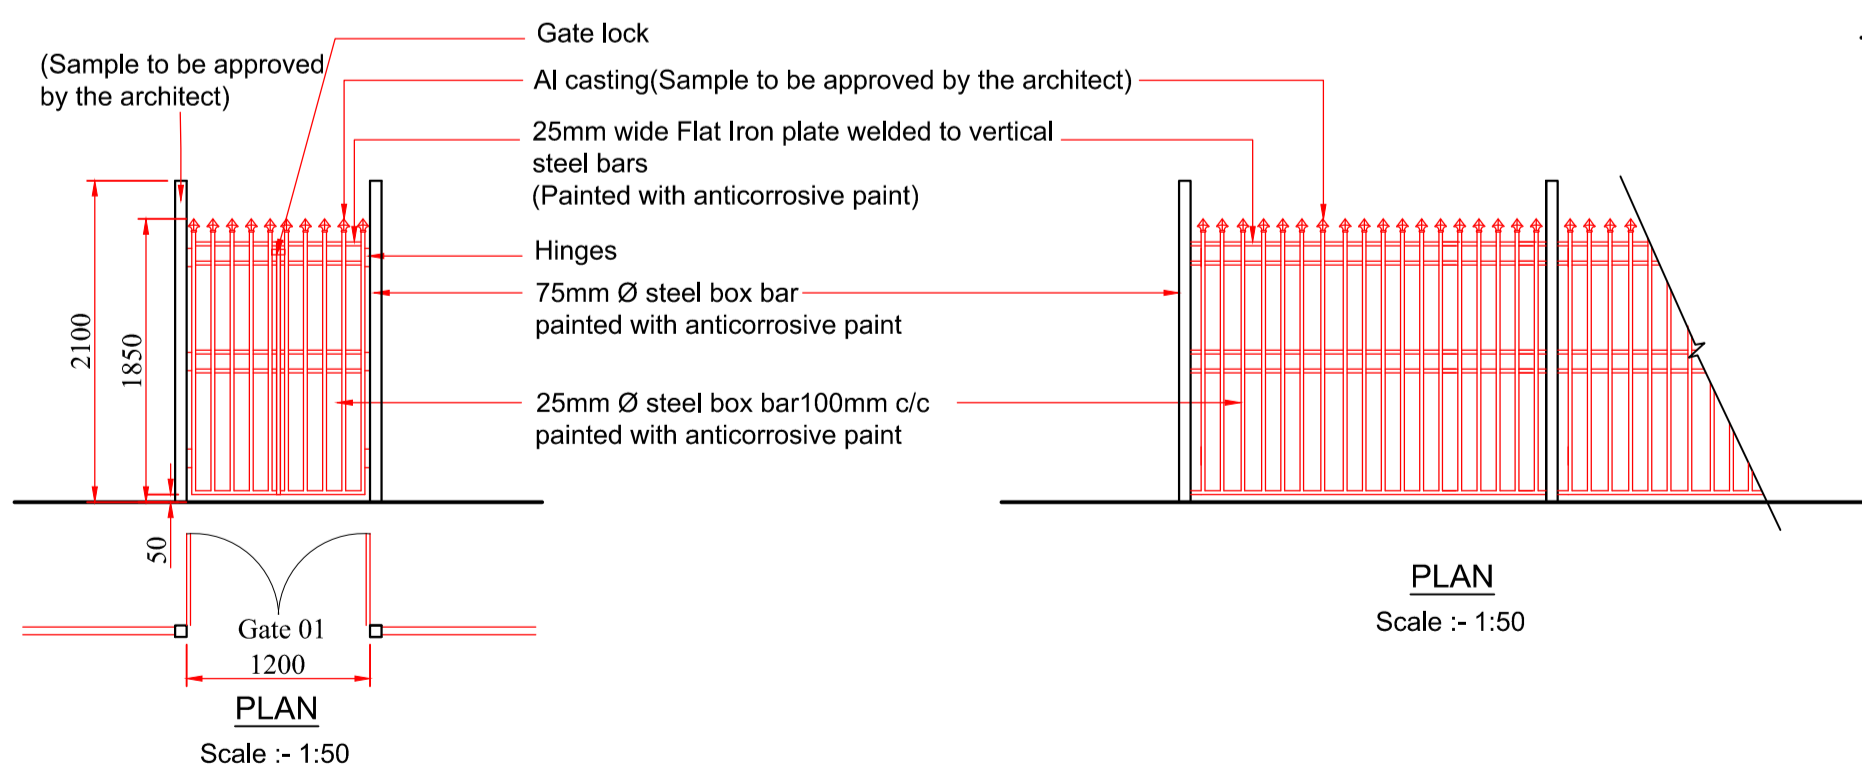 Gate lock
(Sample to be approved
by the architect)
Al casting(Sample to be approved by the architect)
25mm wide Flat Iron plate welded to vertical
steel bars
(Painted with anticorrosive paint)
Hinges
75mm Ø steel box bar
painted with anticorrosive paint
25mm Ø steel box bar100mm c/c
painted with anticorrosive paint
2100
1850
50
Gate 01
1200
PLAN
Scale :- 1:50
PLAN
Scale :- 1:50